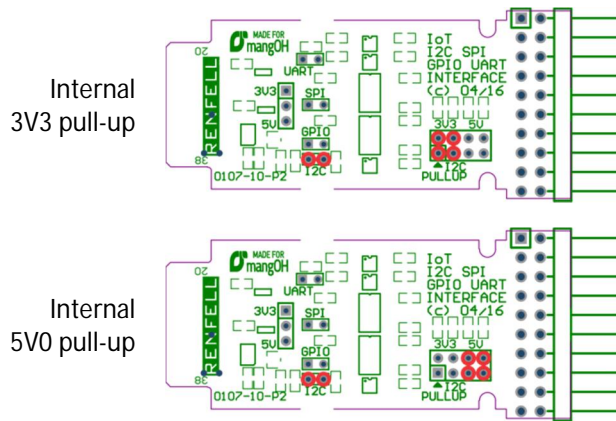 Internal
3V3 pull-up
20
38
RENFELL
MADE FOR
mangOH
UART
3V3
5V
SPI
GPIO
I2C
0107-10-P2
IoT
I2C SPI
GPIO UART
INTERFACE
(c) 04/16
3V3 5V
I2C
PULLUP
Internal
5V0 pull-up
20
38
RENFELL
MADE FOR
mangOH
UART
3V3
5V
SPI
GPIO
I2C
0107-10-P2
IoT
I2C SPI
GPIO UART
INTERFACE
(c) 04/16
3V3 5V
I2C
PULLUP